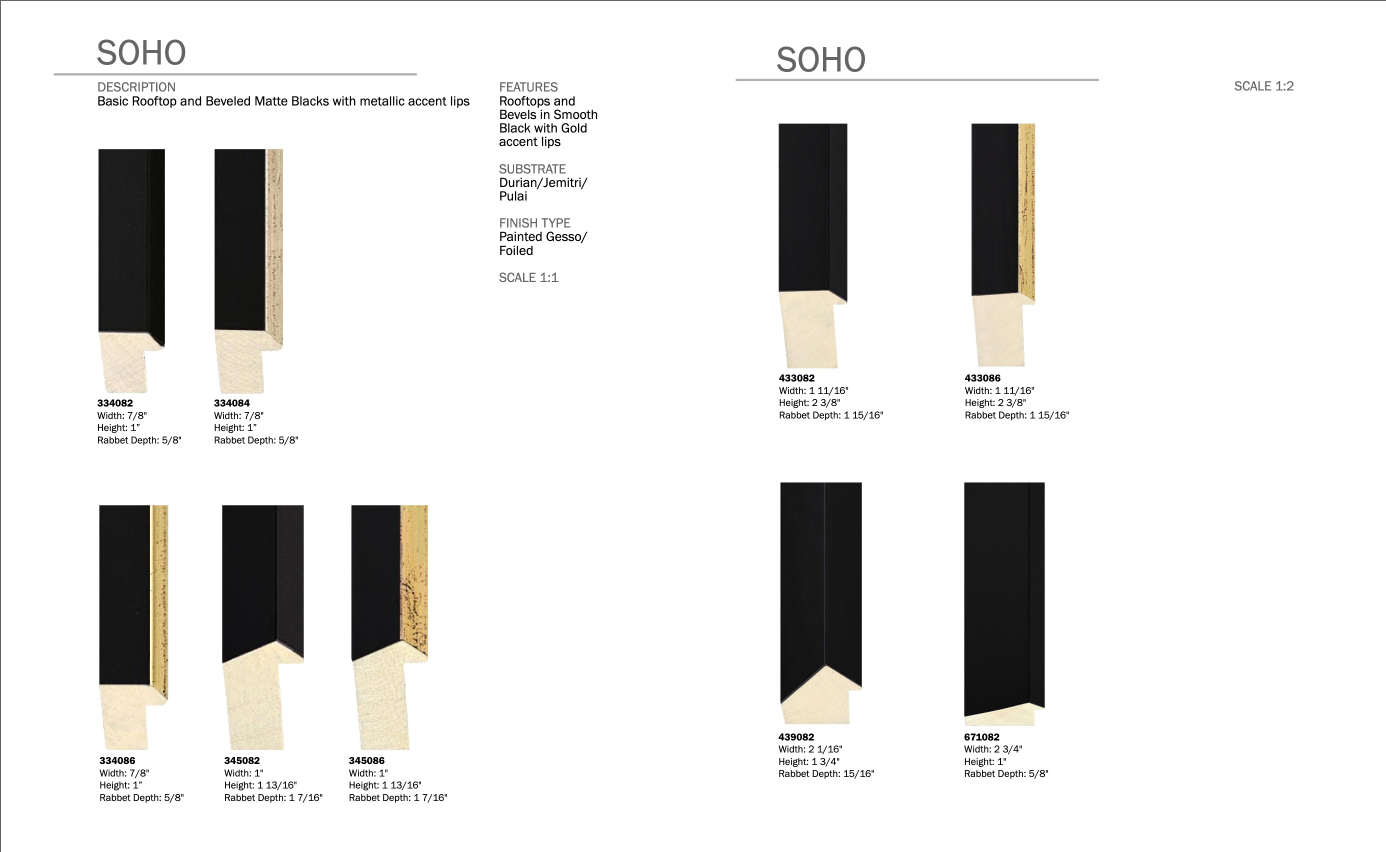 SOHO
DESCRIPTION
Basic Rooftop and Beveled Matte Blacks with metallic accent lips
FEATURES
Rooftops and
Bevels in Smooth
Black with Gold
accent lips
SUBSTRATE
Durian/Jemitri/
Pulai
FINISH TYPE
Painted Gesso/
Foiled
SCALE 1:1
334082
Width: 7/8"
Height: 1"
Rabbet Depth: 5/8"
334084
Width: 7/8"
Height: 1"
Rabbet Depth: 5/8"
334086
Width: 7/8"
Height: 1"
Rabbet Depth: 5/8"
345082
Width: 1"
Height: 1 13/16"
Rabbet Depth: 1 7/16"
345086
Width: 1"
Height: 1 13/16"
Rabbet Depth: 1 7/16"
SOHO
SCALE 1:2
433082
Width: 1 11/16"
Height: 2 3/8"
Rabbet Depth: 1 15/16"
433086
Width: 1 11/16"
Height: 2 3/8"
Rabbet Depth: 1 15/16"
439082
Width: 2 1/16"
Height: 1 3/4"
Rabbet Depth: 15/16"
671082
Width: 2 3/4"
Height: 1"
Rabbet Depth: 5/8"